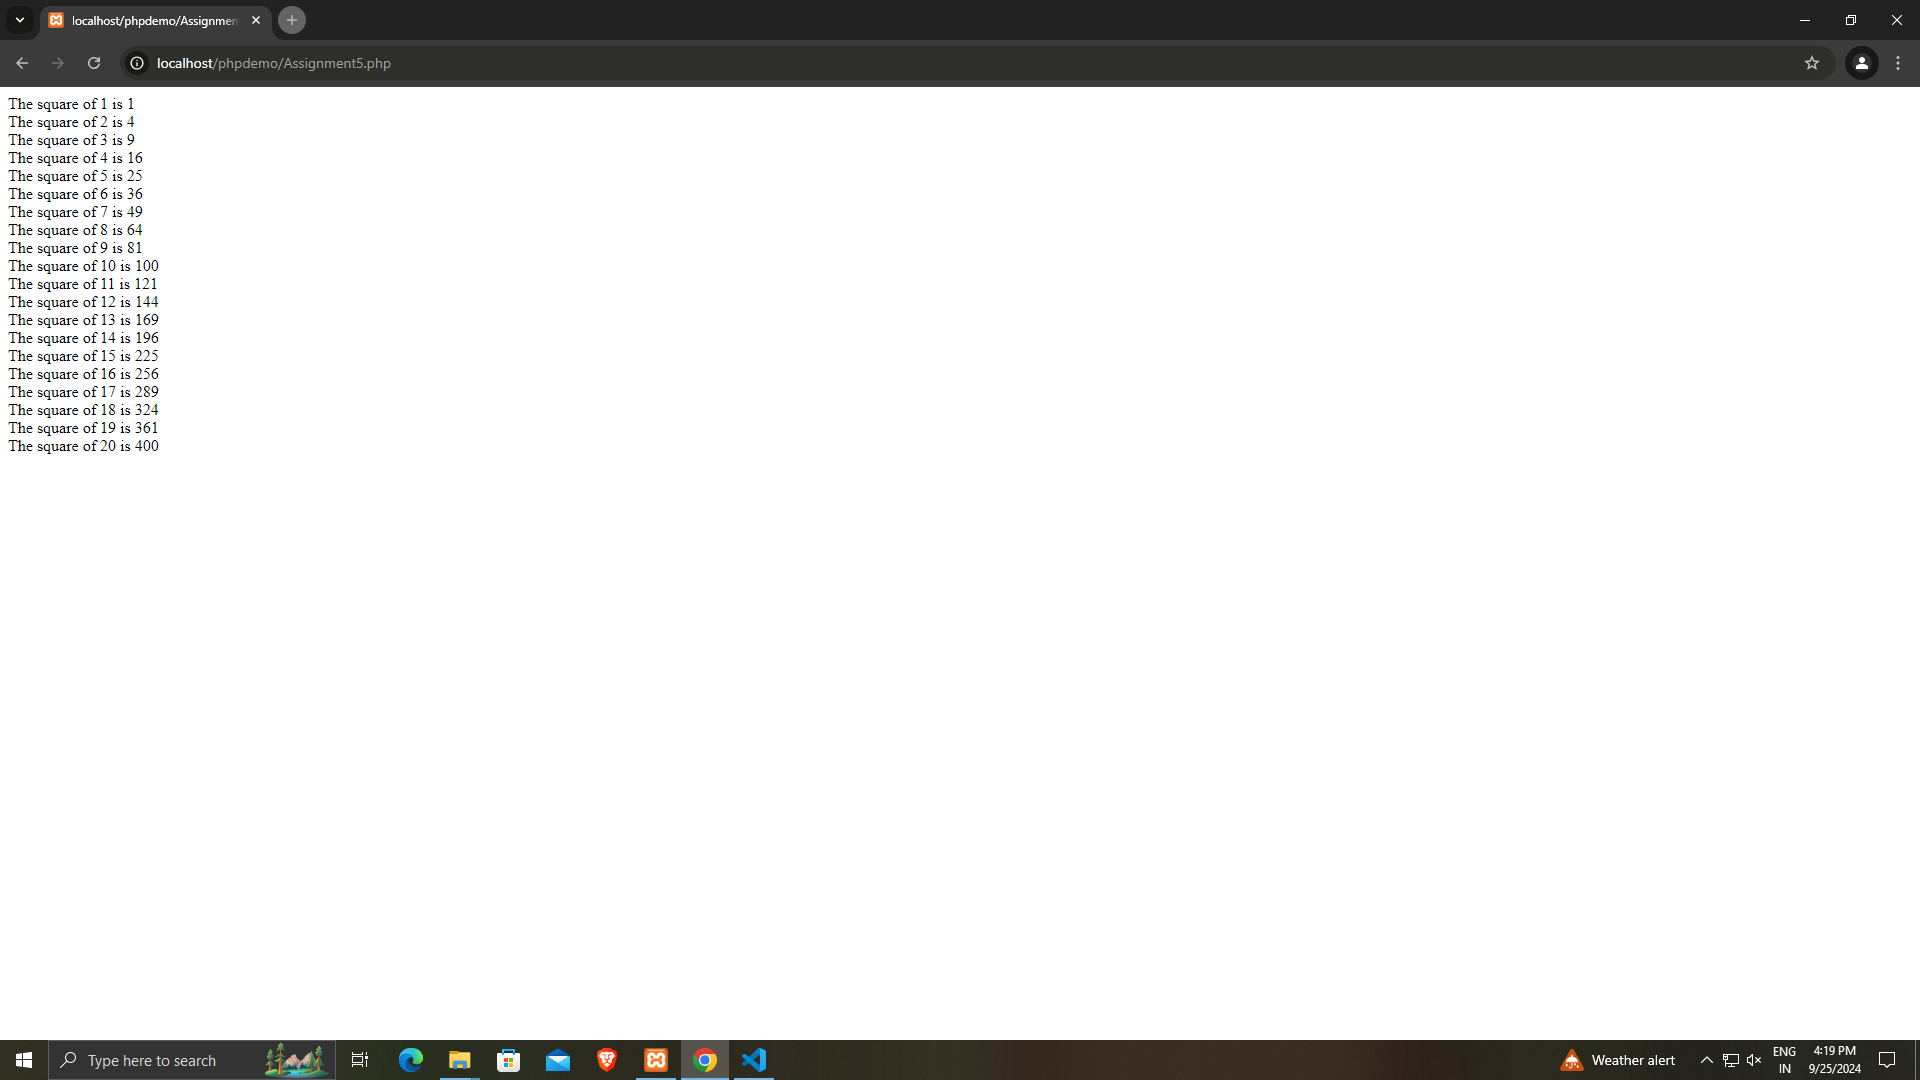 localhost/phpdemo/Assignmen
localhost/phpdemo/Assignment5.php
The square of 1 is 1
The square of 2 is 4
The square of 3 is 9
The square of 4 is 16
The square of 5 is 25
The square of 6 is 36
The square of 7 is 49
The square of 8 is 64
The square of 9 is 81
The square of 10 is 100
The square of 11 is 121
The square of 12 is 144
The square of 13 is 169
The square of 14 is 196
The square of 15 is 225
The square of 16 is 256
The square of 17 is 289
The square of 18 is 324
The square of 19 is 361
The square of 20 is 400
Type here to search
Weather alert
ENG
IN
4:19 PM
9/25/2024